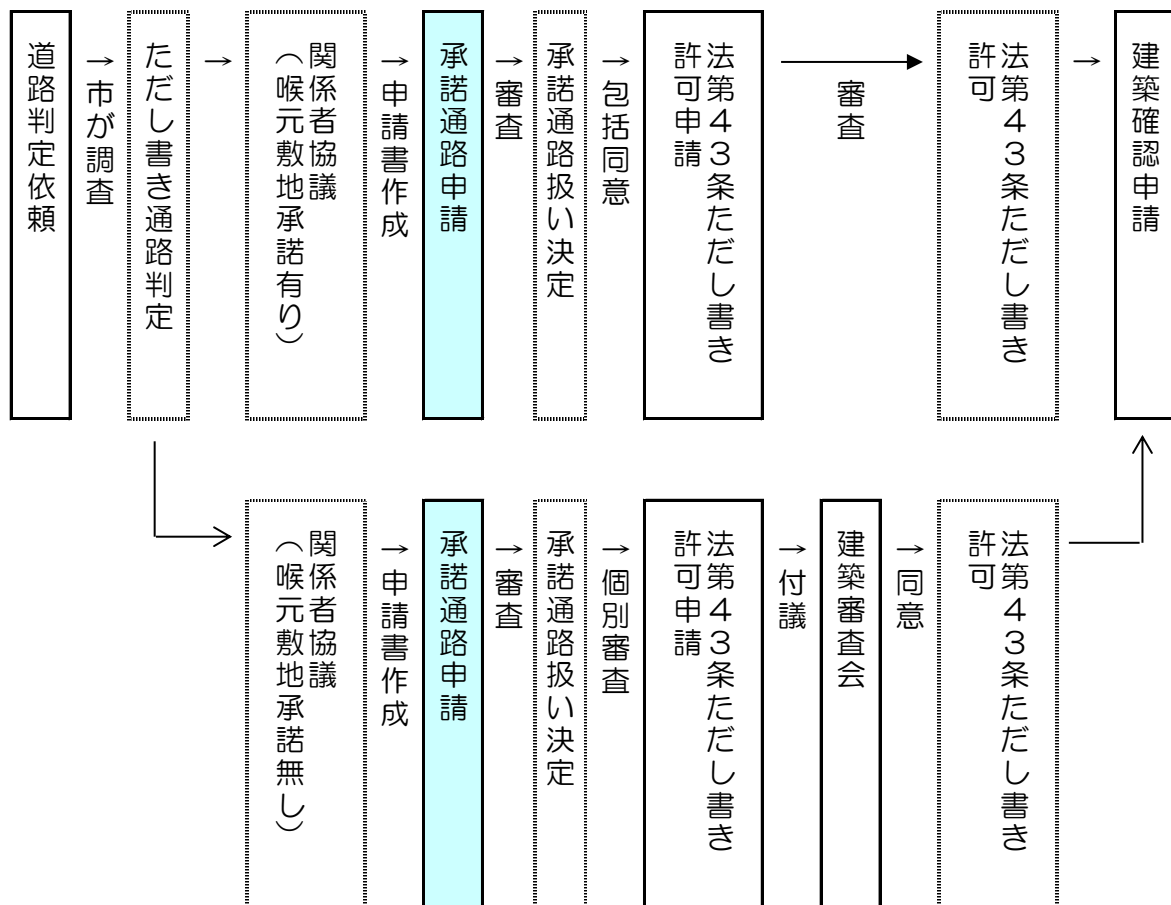 道路判定依頼
→市が調査
ただし書き通路判定
→
関係者協議
（喉元敷地承諾有り）
→申請書作成
承諾通路申請
→審査
承諾通路扱い決定
→包括同意
法第４３条ただし書き
許可申請
審査
法第４３条ただし書き
許可
→
建築確認申請
関係者協議
（喉元敷地承諾無し）
→申請書作成
承諾通路申請
→審査
承諾通路扱い決定
→個別審査
法第４３条ただし書き
許可申請
→付議
建築審査会
→同意
法第４３条ただし書き
許可